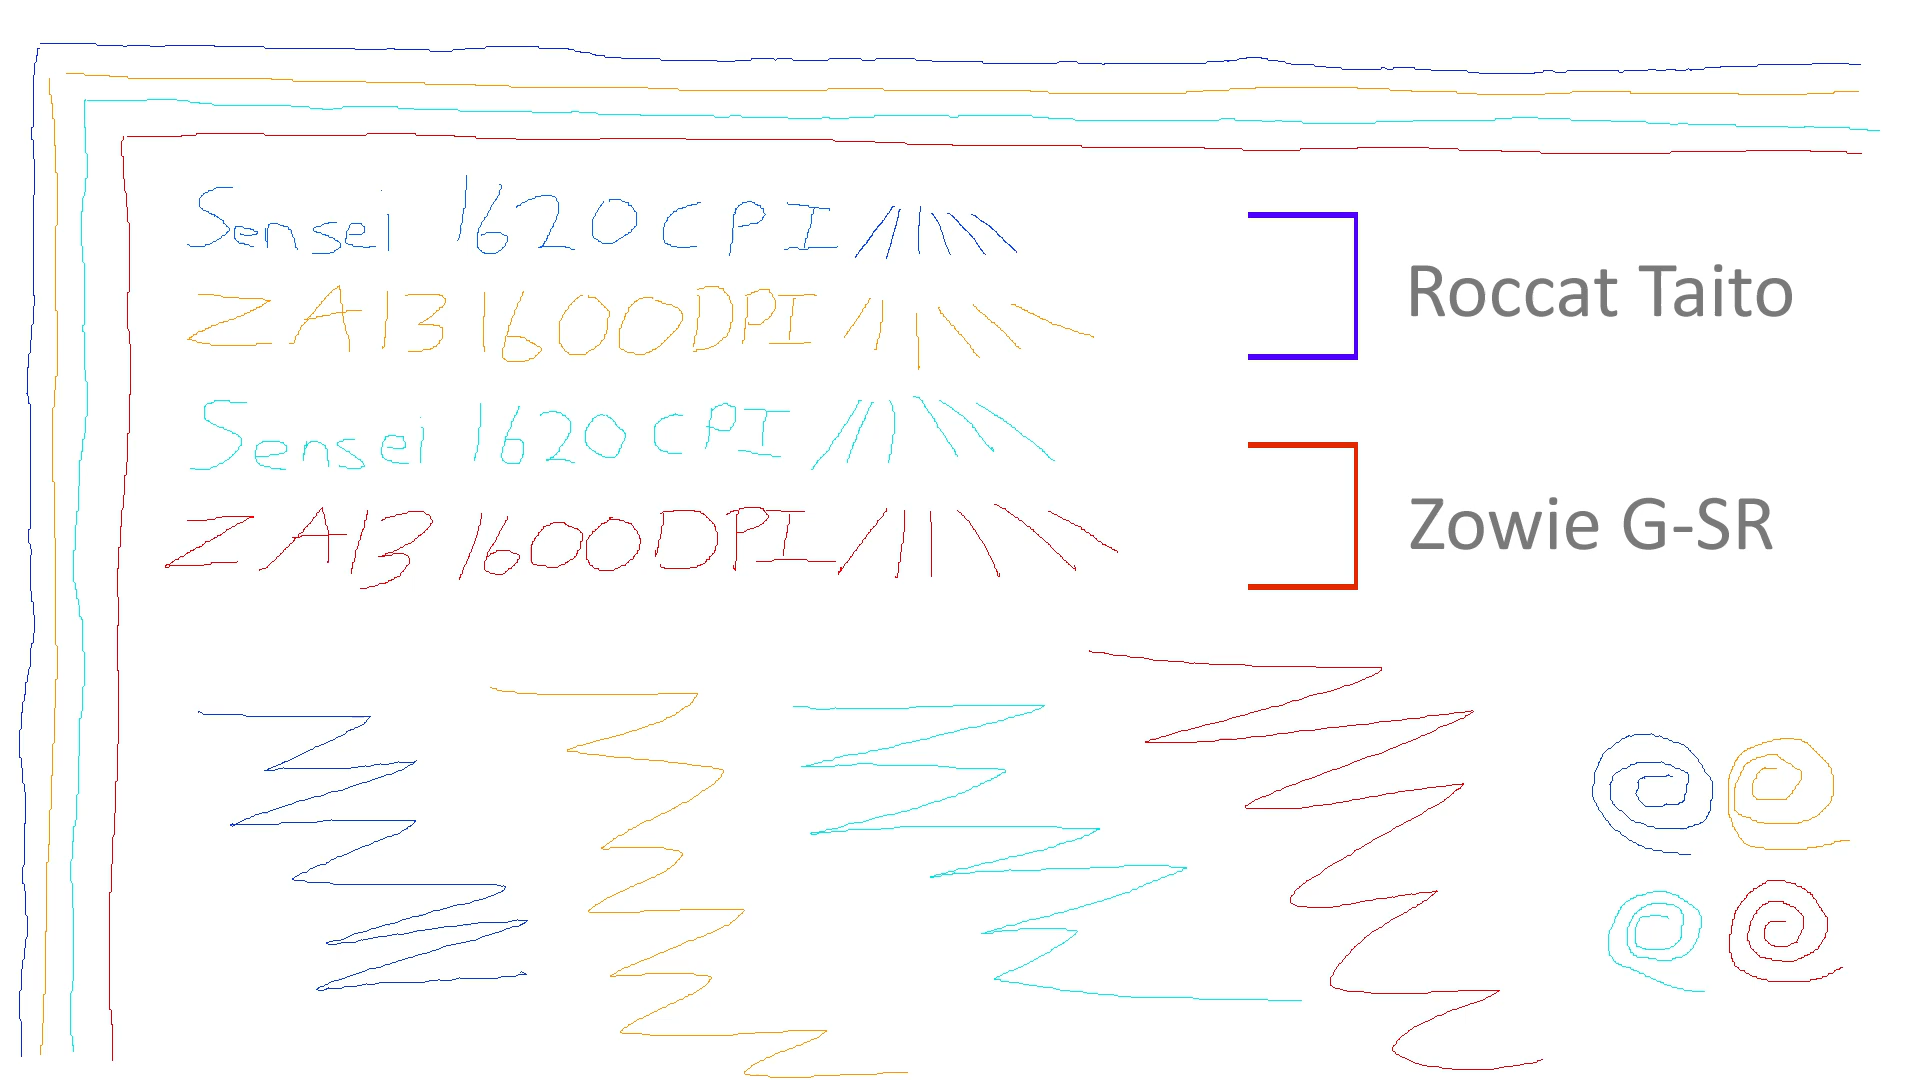 Sensei 1620 CPI
ZA13 1600 DPI
Roccat Taito
Sensei 1620 CPI
ZA13 1600 DPI
Zowie G-SR